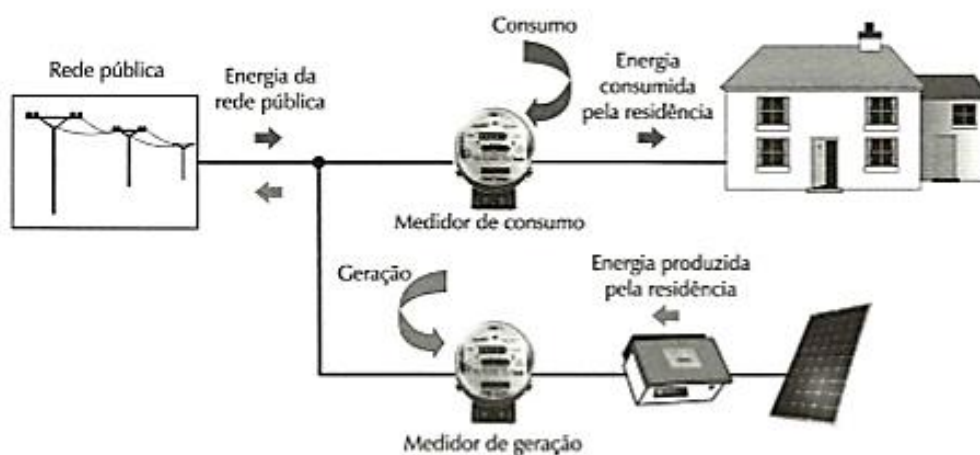 Consumo
Rede pública
Energia da
rede pública
Energia
consumida
pela residência
Medidor de consumo
Geração
Energia produzida
pela residência
Medidor de geração